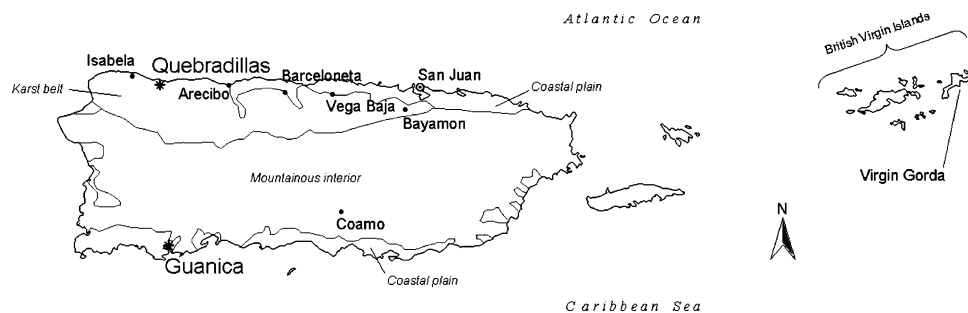 Atlantic Ocean
British Virgin Islands
Isabela
Quebradillas
Barceloneta
San Juan
Karst belt
Arecibo
Coastal plain
Vega Baja
Bayamon
Mountainous interior
Virgin Gorda
N
Coamo
Guanica
Coastal plain
Caribbean Sea